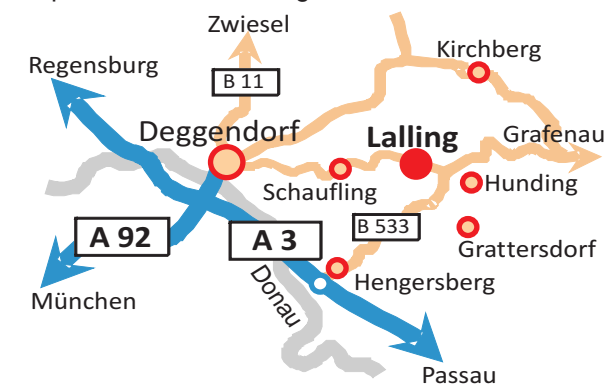 Zwiesel
Kirchberg
Regensburg
B 11
Deggendorf
Lalling
Grafenau
Schaufling
Hunding
B 533
A 92
A 3
Grattersdorf
Donau
Hengersberg
München
Passau